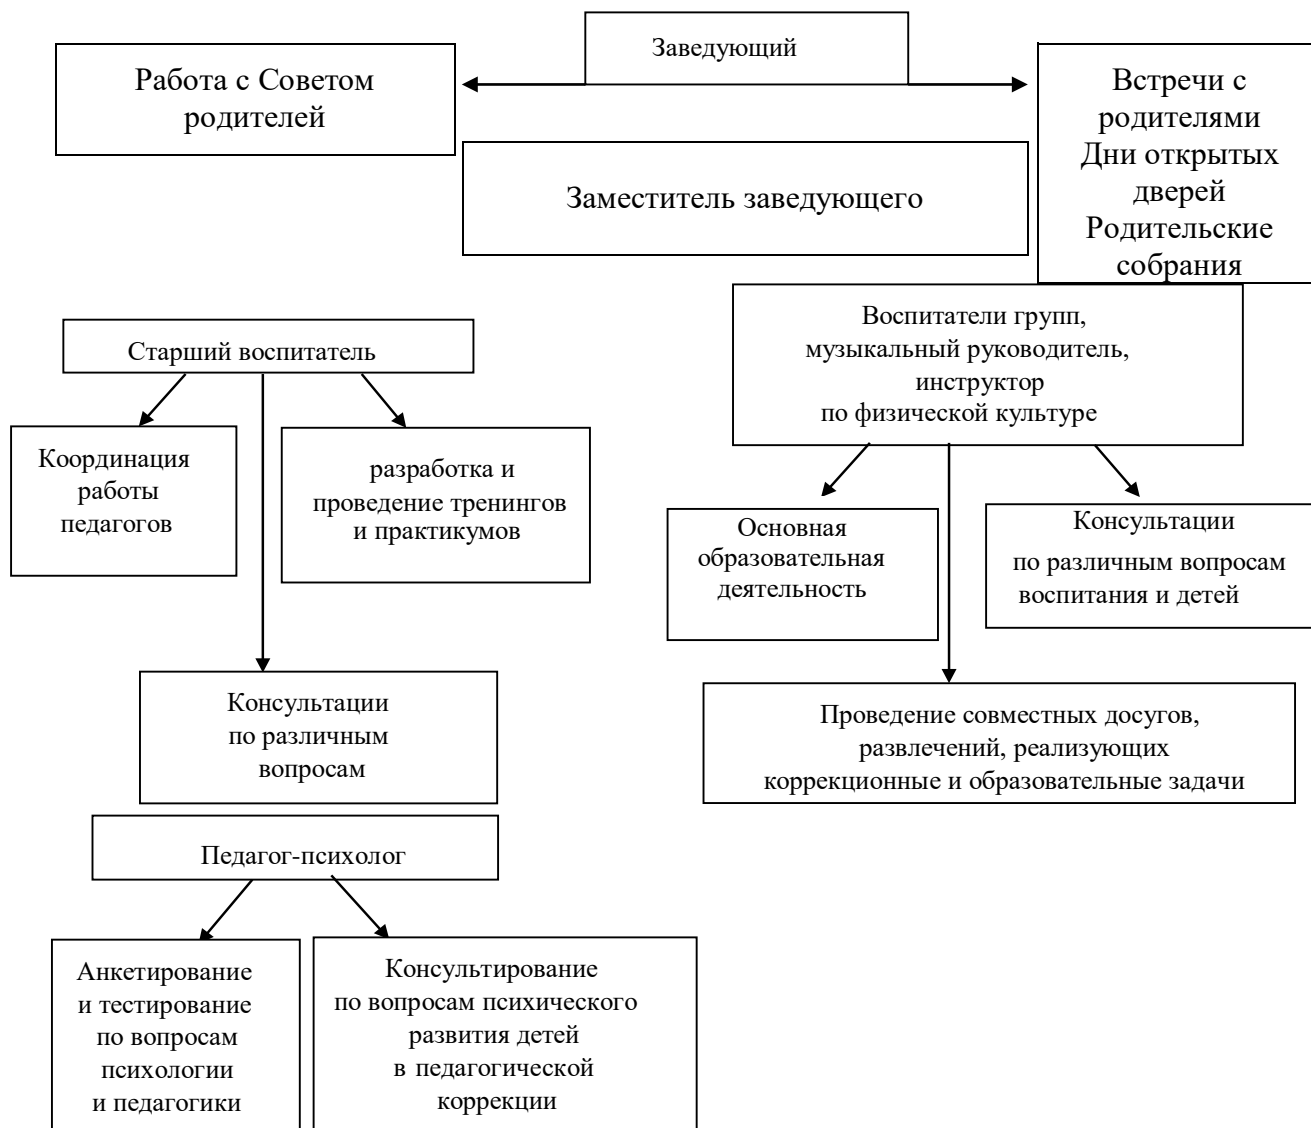 Заведующий
Работа с Советом
родителей
Встречи с
родителями
Дни открытых
дверей
Родительские
собрания
Заместитель заведующего
Старший воспитатель
Воспитатели групп,
музыкальный руководитель,
инструктор
по физической культуре
Координация
работы
педагогов
разработка и
проведение тренингов
и практикумов
Основная
образовательная
деятельность
Консультации
по различным вопросам
воспитания и детей
Консультации
по различным
вопросам
Проведение совместных досугов,
развлечений, реализующих
коррекционные и образовательные задачи
Педагог-психолог
Анкетирование
и тестирование
по вопросам
психологии
и педагогики
Консультирование
по вопросам психического
развития детей
в педагогической
коррекции